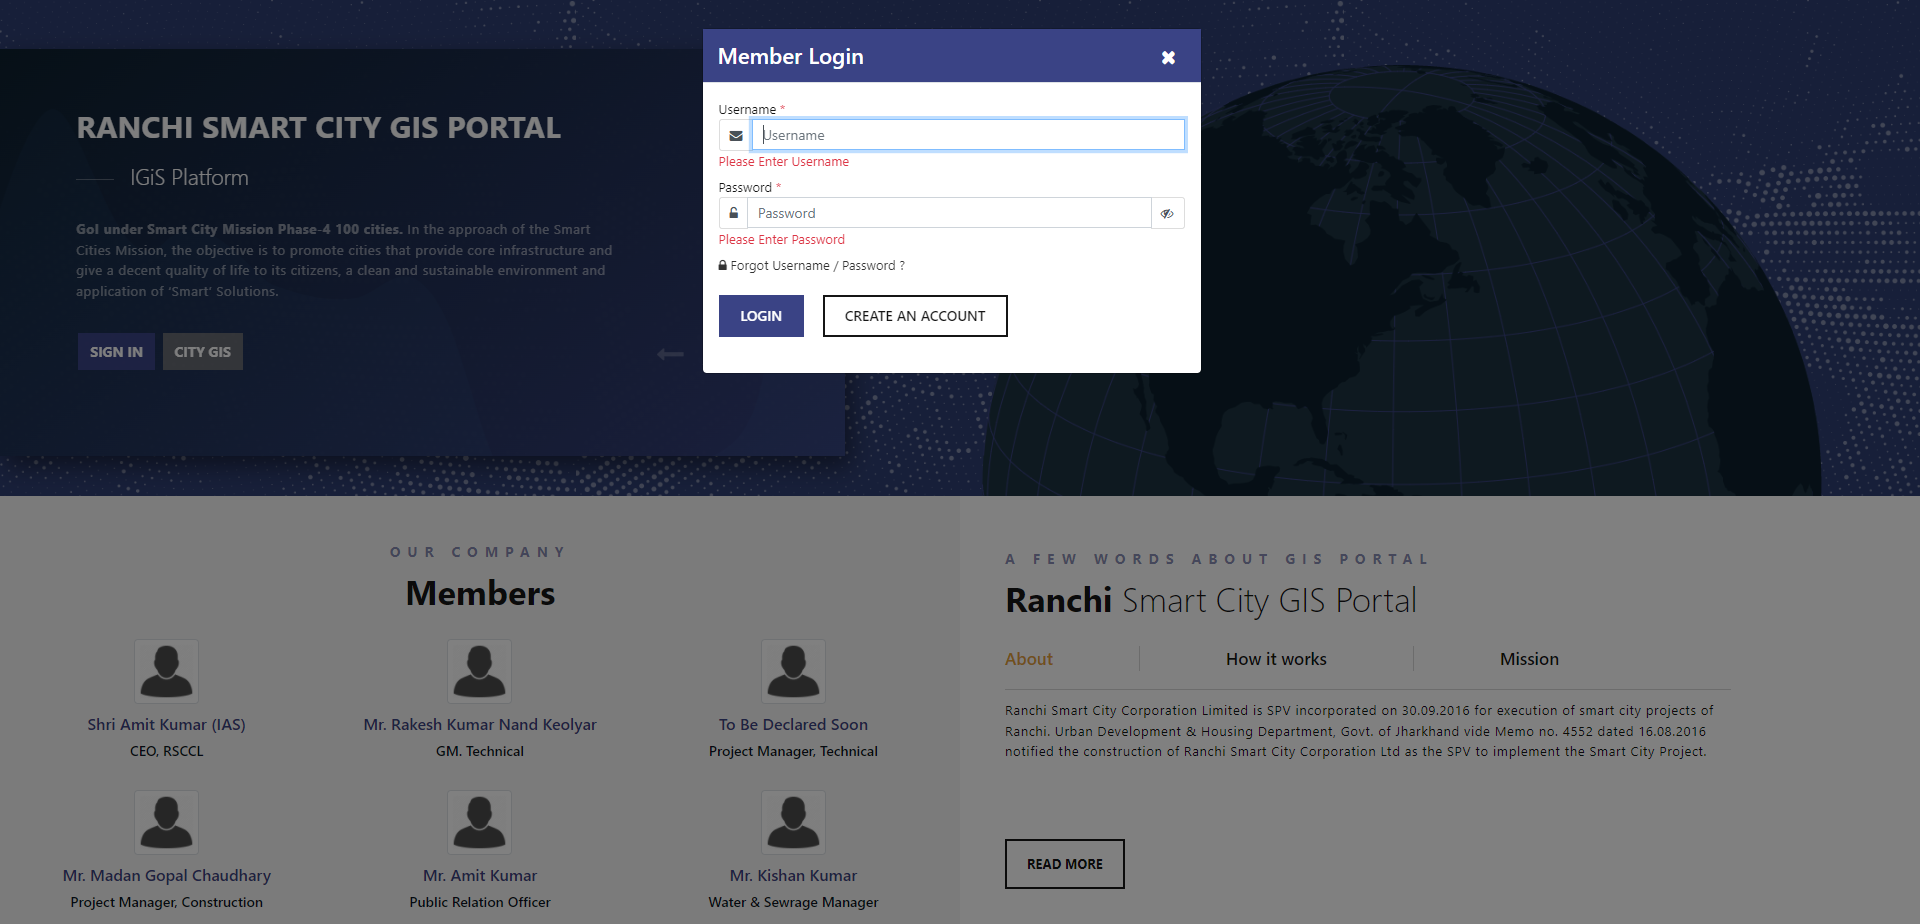 Member Login
Username *
Username
Please Enter Username
Password *
Password
Please Enter Password
Forgot Username / Password ?
LOGIN
CREATE AN ACCOUNT
RANCHI SMART CITY GIS PORTAL
IGiS Platform
GoI under Smart City Mission Phase-4 100 cities. In the approach of the Smart
Cities Mission, the objective is to promote cities that provide core infrastructure and
give a decent quality of life to its citizens, a clean and sustainable environment and
application of ‘Smart’ Solutions.
SIGN IN
CITY GIS
OUR COMPANY
Members
Shri Amit Kumar (IAS)
CEO, RSCCL
Mr. Rakesh Kumar Nand Keolyar
GM. Technical
To Be Declared Soon
Project Manager, Technical
Mr. Madan Gopal Chaudhary
Project Manager, Construction
Mr. Amit Kumar
Public Relation Officer
Mr. Kishan Kumar
Water & Sewrage Manager
A FEW WORDS ABOUT GIS PORTAL
Ranchi Smart City GIS Portal
About
How it works
Mission
Ranchi Smart City Corporation Limited is SPV incorporated on 30.09.2016 for execution of smart city projects of
Ranchi. Urban Development & Housing Department, Govt. of Jharkhand vide Memo no. 4552 dated 16.08.2016
notified the construction of Ranchi Smart City Corporation Ltd as the SPV to implement the Smart City Project.
READ MORE